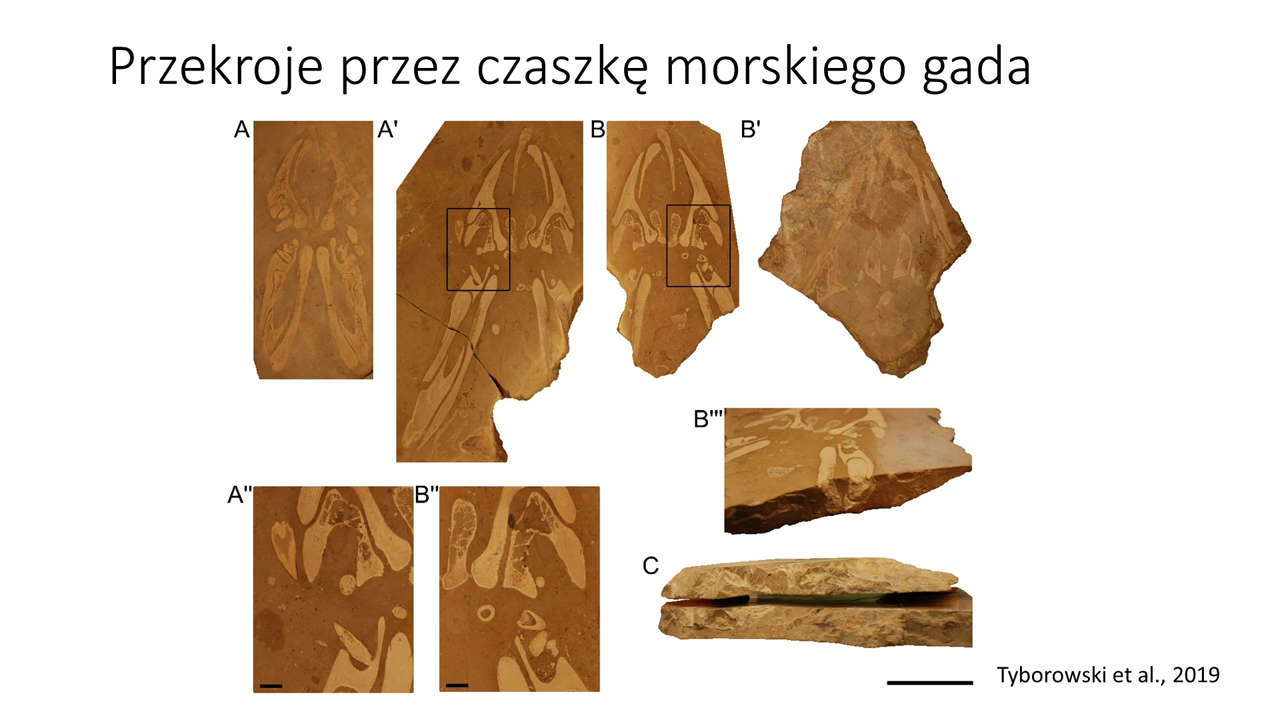 Przekroje przez czaszkę morskiego gada
A
A'
B
B'
B'''
A''
B''
C
Tyborowski et al., 2019